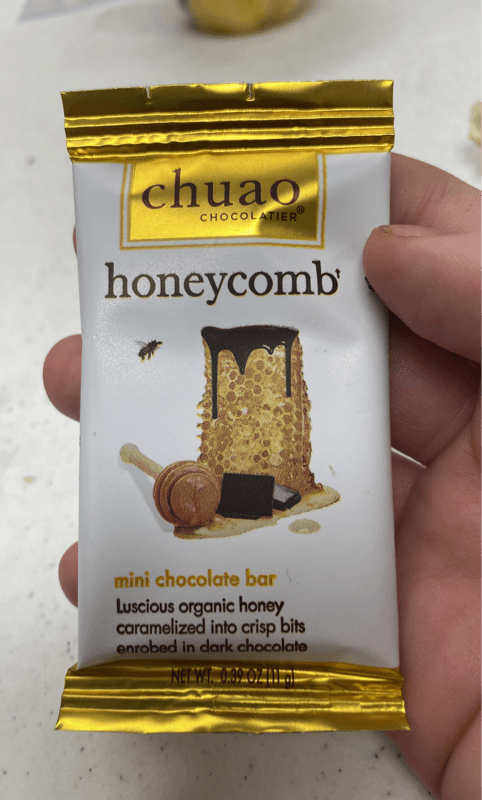 chuao
CHOCOLATIER®
honeycomb†
mini chocolate bar
Luscious organic honey
caramelized into crisp bits
enrobed in dark chocolate
NET WT. 0.39 OZ (11 g)